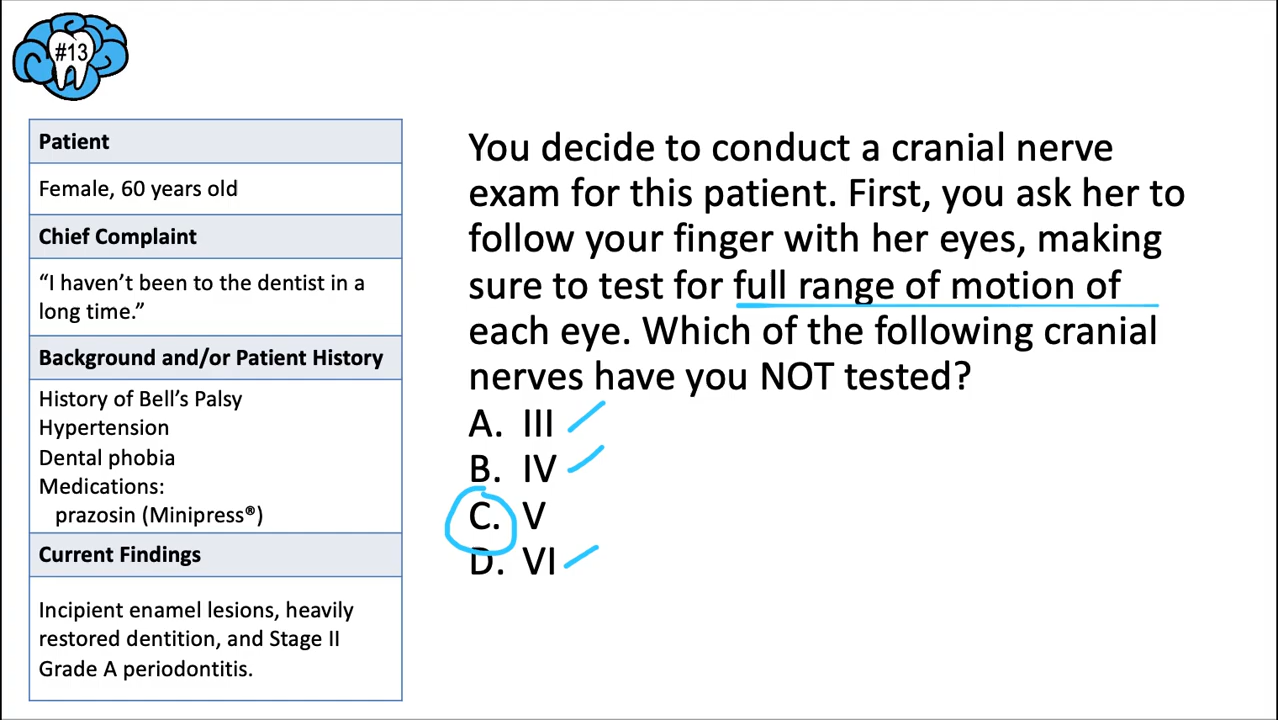 #13
Patient
Female, 60 years old
Chief Complaint
“I haven’t been to the dentist in a
long time.”
Background and/or Patient History
History of Bell’s Palsy
Hypertension
Dental phobia
Medications:
prazosin (Minipress®)
Current Findings
Incipient enamel lesions, heavily
restored dentition, and Stage II
Grade A periodontitis.
You decide to conduct a cranial nerve
exam for this patient. First, you ask her to
follow your finger with her eyes, making
sure to test for full range of motion of
each eye. Which of the following cranial
nerves have you NOT tested?
A. III
B. IV
C. V
D. VI